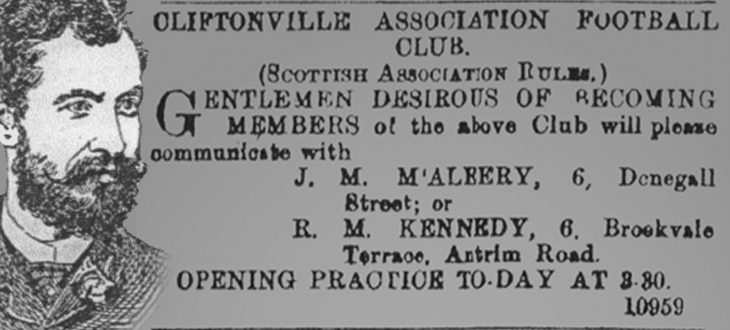 CLIFTONVILLE ASSOCIATION FOOTBALL
CLUB.
(SCOTTISH ASSOCIATION RULES.)
GENTLEMEN DESIROUS OF BECOMING
MEMBERS of the above Club will please
communicate with
J. M. M'ALERY, 6, Donegall
Street; or
R. M. KENNEDY, 6, Brookvale
Terrace, Antrim Road.
OPENING PRACTICE TO-DAY AT 3-30.
10959